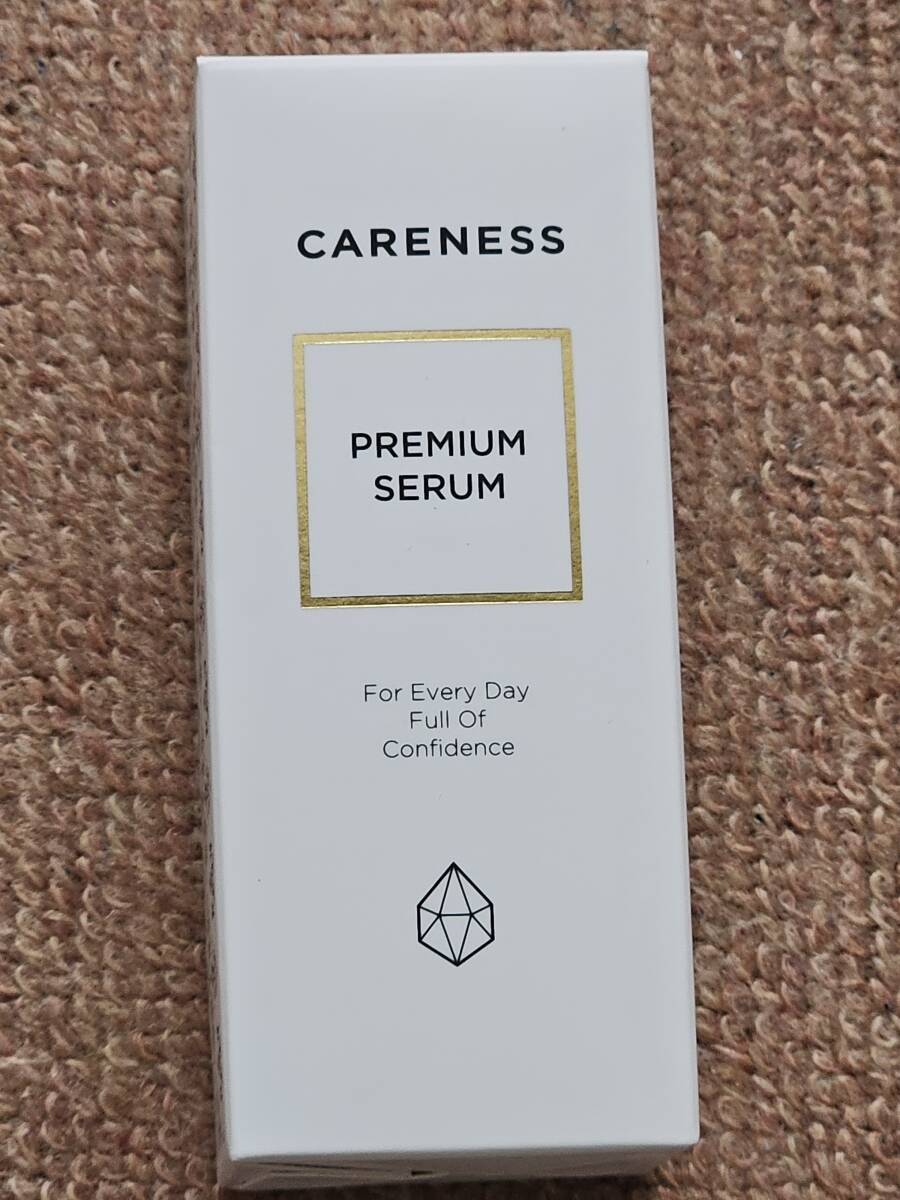 CARENESS
PREMIUM
SERUM
For Every Day
Full Of
Confidence